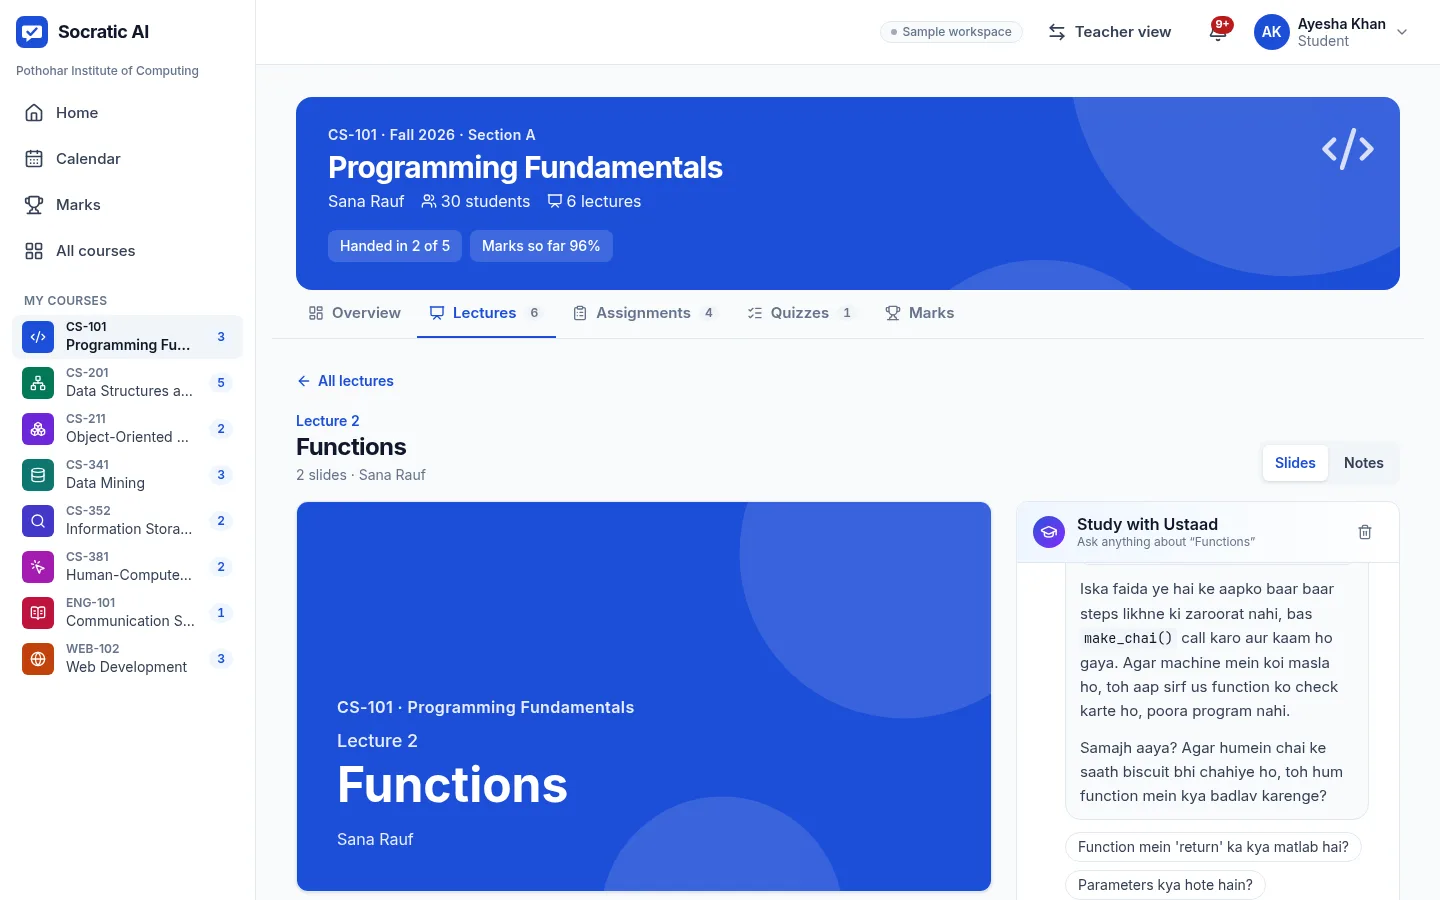 Socratic AI
Pothohar Institute of Computing
Home
Calendar
Marks
All courses
MY COURSES
CS-101
Programming Fu...
3
CS-201
Data Structures a...
5
CS-211
Object-Oriented ...
2
CS-341
Data Mining
3
CS-352
Information Stora...
2
CS-381
Human-Compute...
2
ENG-101
Communication S...
1
WEB-102
Web Development
3
Sample workspace
Teacher view
9+
AK
Ayesha Khan
Student
CS-101 · Fall 2026 · Section A
Programming Fundamentals
Sana Rauf 30 students 6 lectures
Handed in 2 of 5 Marks so far 96%
Overview Lectures 6 Assignments 4 Quizzes 1 Marks
All lectures
Lecture 2
Functions
2 slides · Sana Rauf
Slides Notes
CS-101 · Programming Fundamentals
Lecture 2
Functions
Sana Rauf
Study with Ustaad
Ask anything about “Functions”
Iska faida ye hai ke aapko baar baar
steps likhne ki zaroorat nahi, bas
make_chai() call karo aur kaam ho
gaya. Agar machine mein koi masla
ho, toh aap sirf us function ko check
karte ho, poora program nahi.
Samajh aaya? Agar humein chai ke
saath biscuit bhi chahiye ho, toh hum
function mein kya badlav karenge?
Function mein 'return' ka kya matlab hai?
Parameters kya hote hain?